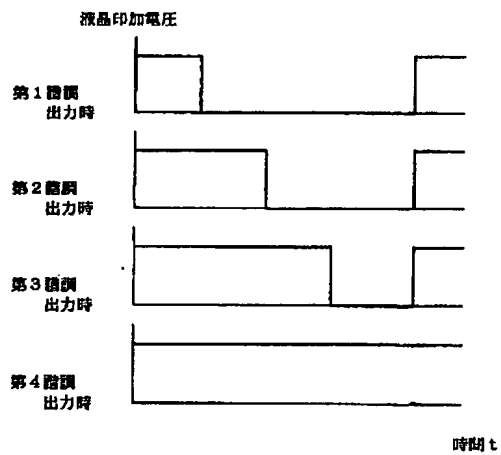 液晶印加電圧
第1階調
出力時
第2階調
出力時
第3階調
出力時
第4階調
出力時
時間t